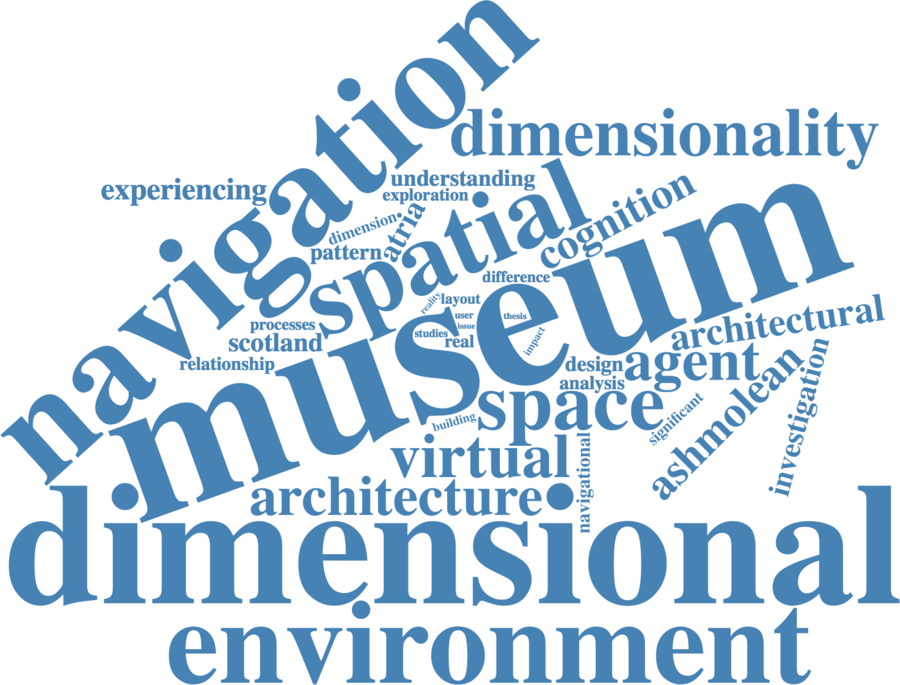 navigation
dimensionality
experiencing
understanding
exploration
dimension
atria
pattern
spatial
cognition
museum
difference
reality
layout
user
issue
thesis
processes
studies
real
impact
scotland
relationship
architectural
design
agent
analysis
space
ashmolean
investigation
building
significant
virtual
navigational
architecture
dimensional
environment